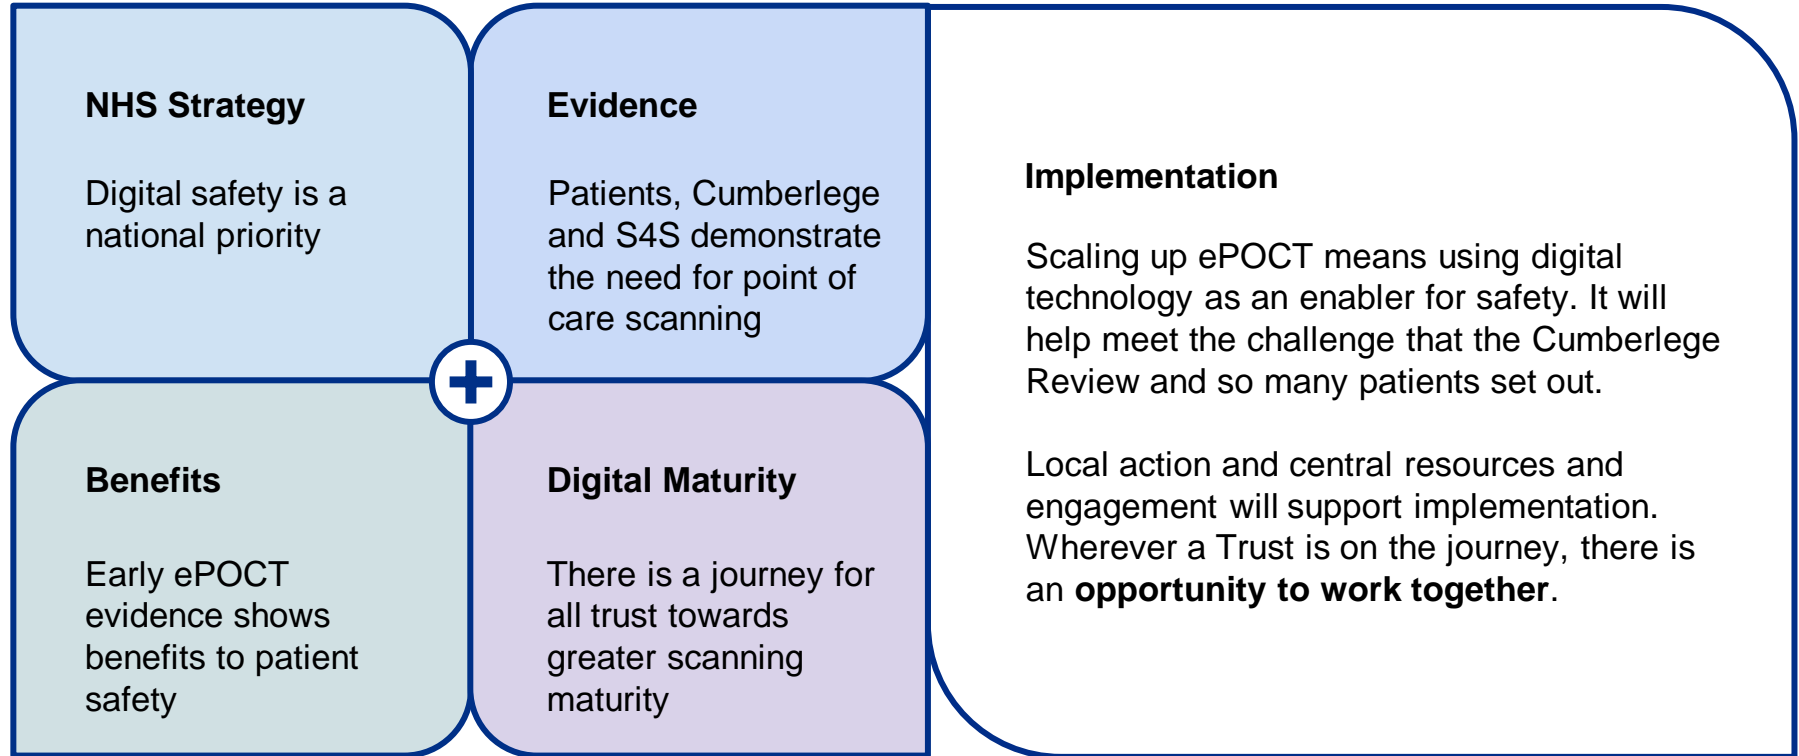 NHS Strategy
Digital safety is a
national priority
Evidence
Patients, Cumberlege
and S4S demonstrate
the need for point of
care scanning
Benefits
Early ePOCT
evidence shows
benefits to patient
safety
Digital Maturity
There is a journey for
all trust towards
greater scanning
maturity
Implementation
Scaling up ePOCT means using digital
technology as an enabler for safety. It will
help meet the challenge that the Cumberlege
Review and so many patients set out.
Local action and central resources and
engagement will support implementation.
Wherever a Trust is on the journey, there is
an opportunity to work together.